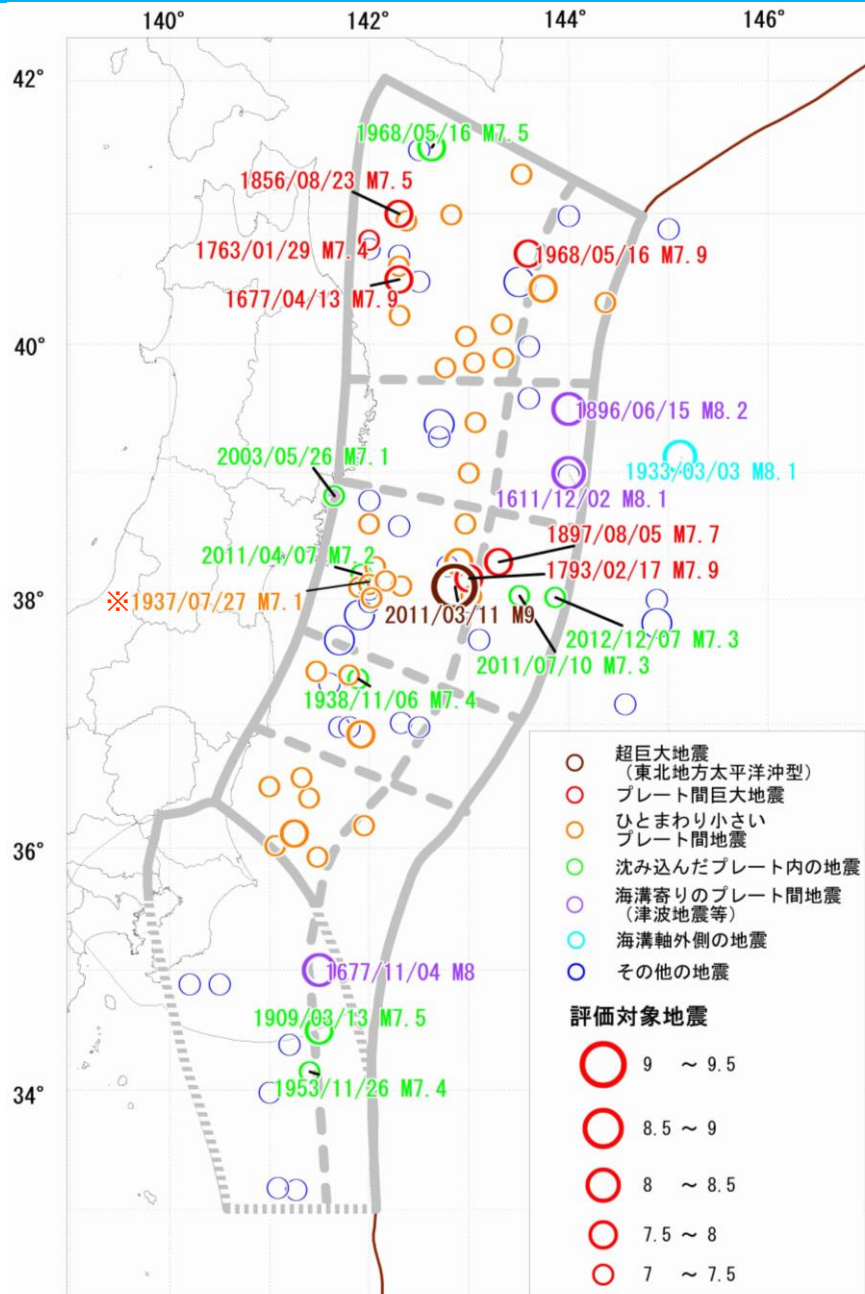 140°
142°
144°
146°
42°
1968/05/16 M7.5
1856/08/23 M7.5
1763/01/29 M7.4
1968/05/16 M7.9
1677/04/13 M7.9
40°
1896/06/15 M8.2
2003/05/26 M7.1
1933/03/03 M8.1
1611/12/02 M8.1
1897/08/05 M7.7
2011/04/07 M7.2
1793/02/17 M7.9
※1937/07/27 M7.1
38°
2011/03/11 M9
2012/12/07 M7.3
2011/07/10 M7.3
1938/11/06 M7.4
超巨大地震
(東北地方太平洋沖型)
プレート間巨大地震
ひとまわり小さい
プレート間地震
36°
沈み込んだプレート内の地震
海溝寄りのプレート間地震
(津波地震等)
海溝軸外側の地震
その他の地震
1677/11/04 M8
評価対象地震
1909/03/13 M7.5
9 ~ 9.5
34°
1953/11/26 M7.4
8.5 ~ 9
8 ~ 8.5
7.5 ~ 8
7 ~ 7.5